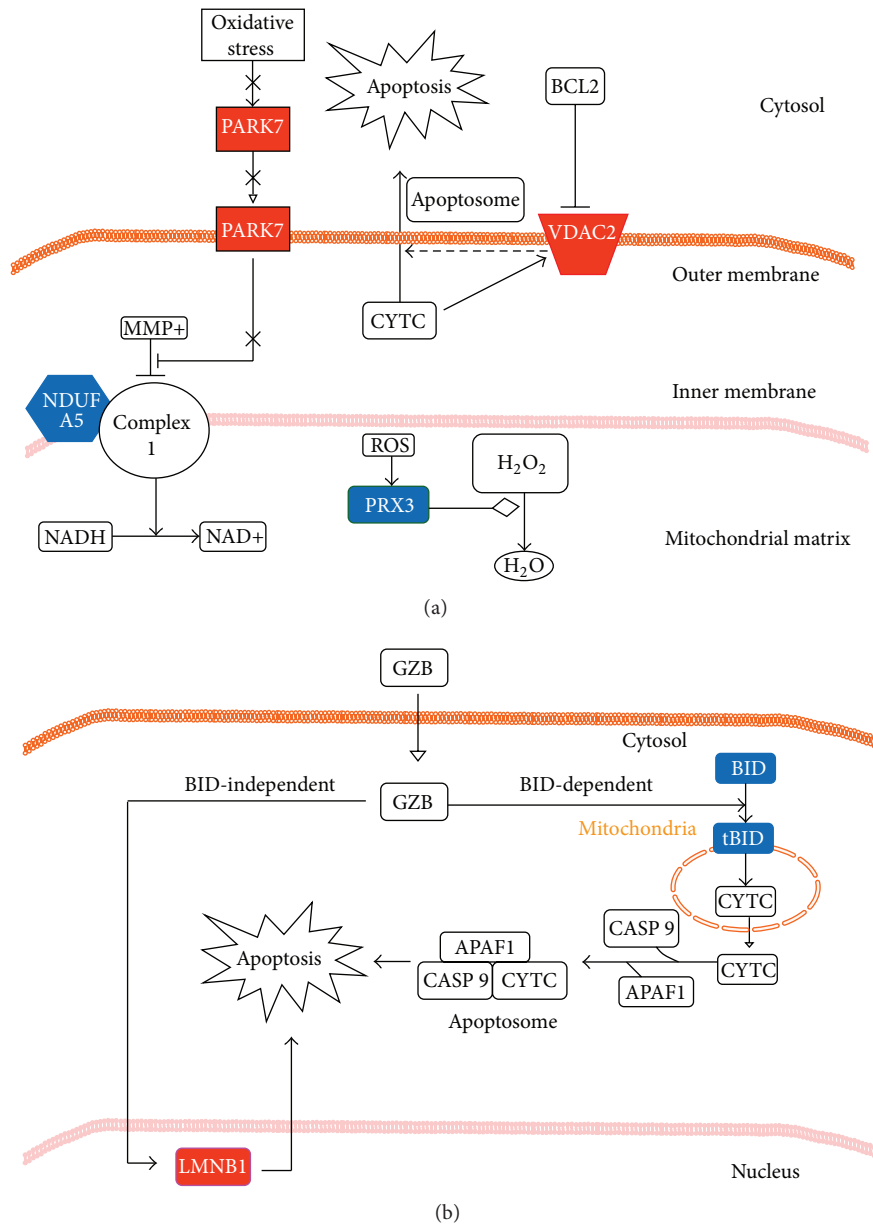 Oxidative
stress
Apoptosis
BCL2
Cytosol
PARK7
Apoptosome
PARK7
VDAC2
Outer membrane
CYTC
MMP+
Inner membrane
NDUF
A5
Complex
1
ROS
H₂O₂
PRX3
NADH
NAD+
Mitochondrial matrix
H₂O
(a)
GZB
Cytosol
BID-independent
GZB
BID-dependent
BID
Mitochondria
tBID
CYTC
CASP 9
APAF1
Apoptosis
CASP 9
CYTC
CYTC
APAF1
Apoptosome
LMNB1
Nucleus
(b)